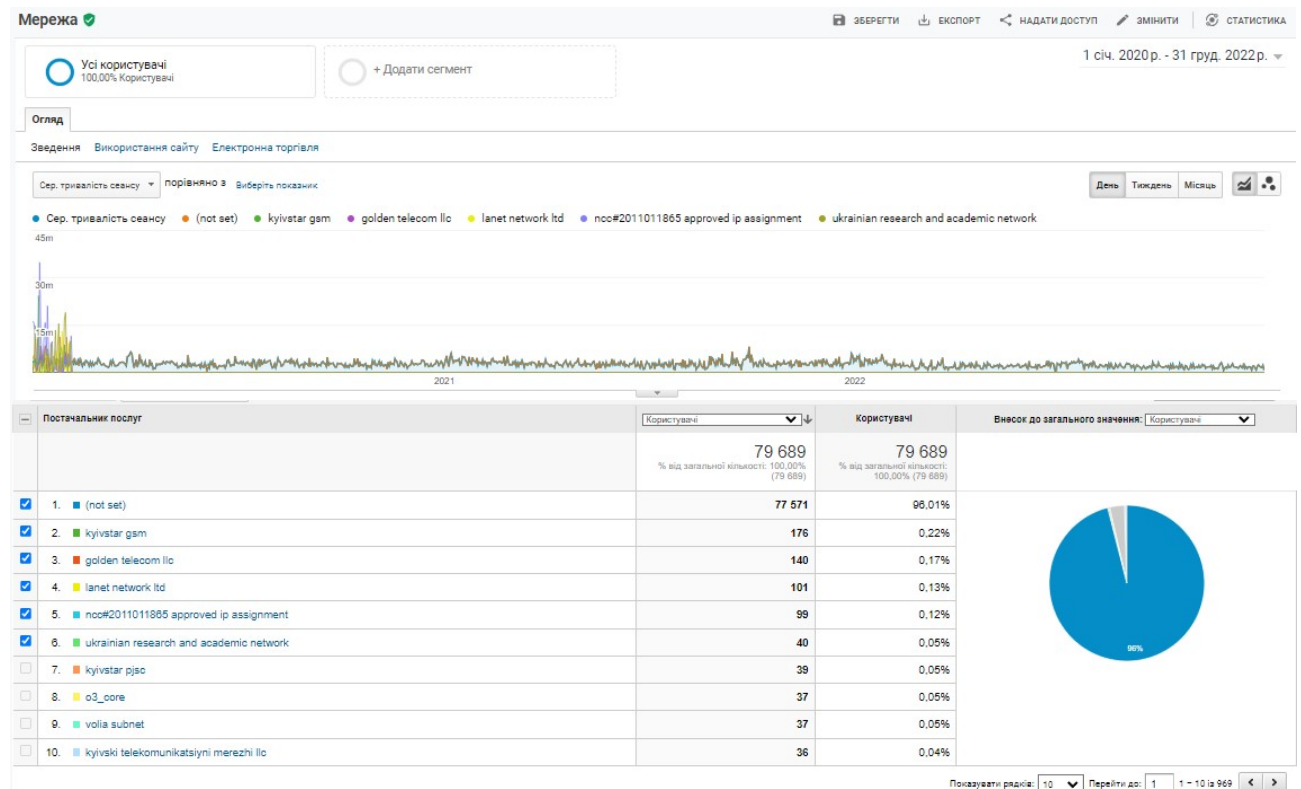 Мережа
ЗБЕРЕГТИ ЕКСПОРТ НАДАТИ ДОСТУП ЗМІНИТИ СТАТИСТИКА
Усі користувачі
100,00% Користувачі
+ Додати сегмент
1 січ. 2020 р. - 31 груд. 2022 р.
Огляд
Зведення Використання сайту Електронна торгівля
Сер. тривалість сеансу порівняно з Виберіть показник
День Тиждень Місяць
Сер. тривалість сеансу (not set) kyivstar gsm golden telecom llc lanet network ltd ncc#2011011865 approved ip assignment ukrainian research and academic network
45m
30m
15m
2021 2022
Постачальник послуг Користувачі Користувачі Внесок до загального значення: Користувачі
79 689 79 689
% від загальної кількості: 100,00% (79 689) % від загальної кількості: 100,00% (79 689)
1. (not set) 77 571 96,01%
2. kyivstar gsm 176 0,22%
3. golden telecom llc 140 0,17%
4. lanet network ltd 101 0,13%
5. ncc#2011011865 approved ip assignment 99 0,12%
6. ukrainian research and academic network 40 0,05%
7. kyivstar pjsc 39 0,05%
8. o3_core 37 0,05%
9. volia subnet 37 0,05%
10. kyivski telekomunikatsiyni merezhi llc 36 0,04%
96%
Показувати рядків: 10 Перейти до: 1 1 – 10 із 969